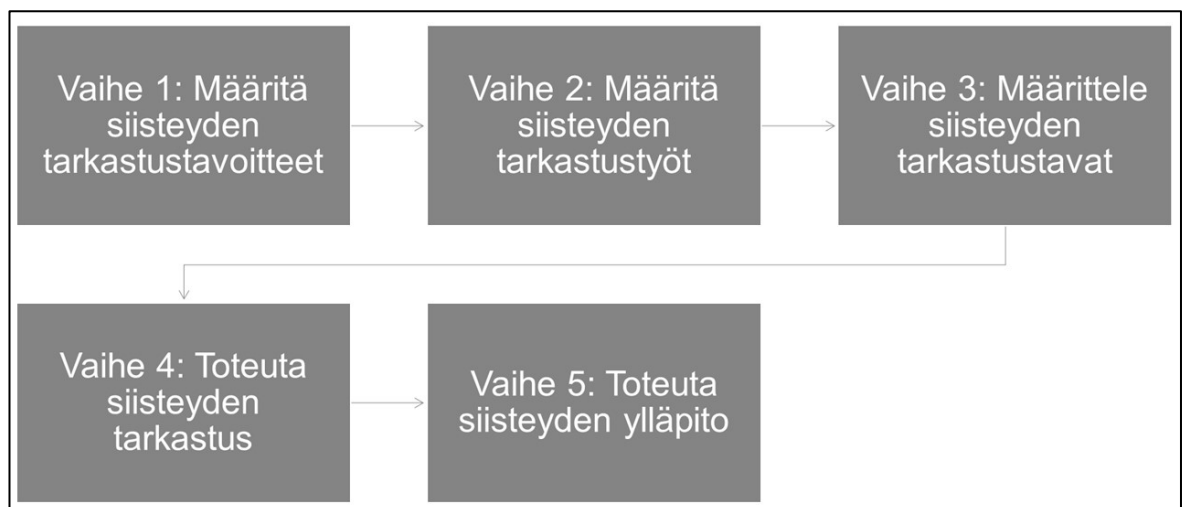 Vaihe 1: Määritä
siisteyden
tarkastustavoitteet
Vaihe 2: Määritä
siisteyden
tarkastustyöt
Vaihe 3: Määrittele
siisteyden
tarkastustavat
Vaihe 4: Toteuta
siisteyden
tarkastus
Vaihe 5: Toteuta
siisteyden ylläpito